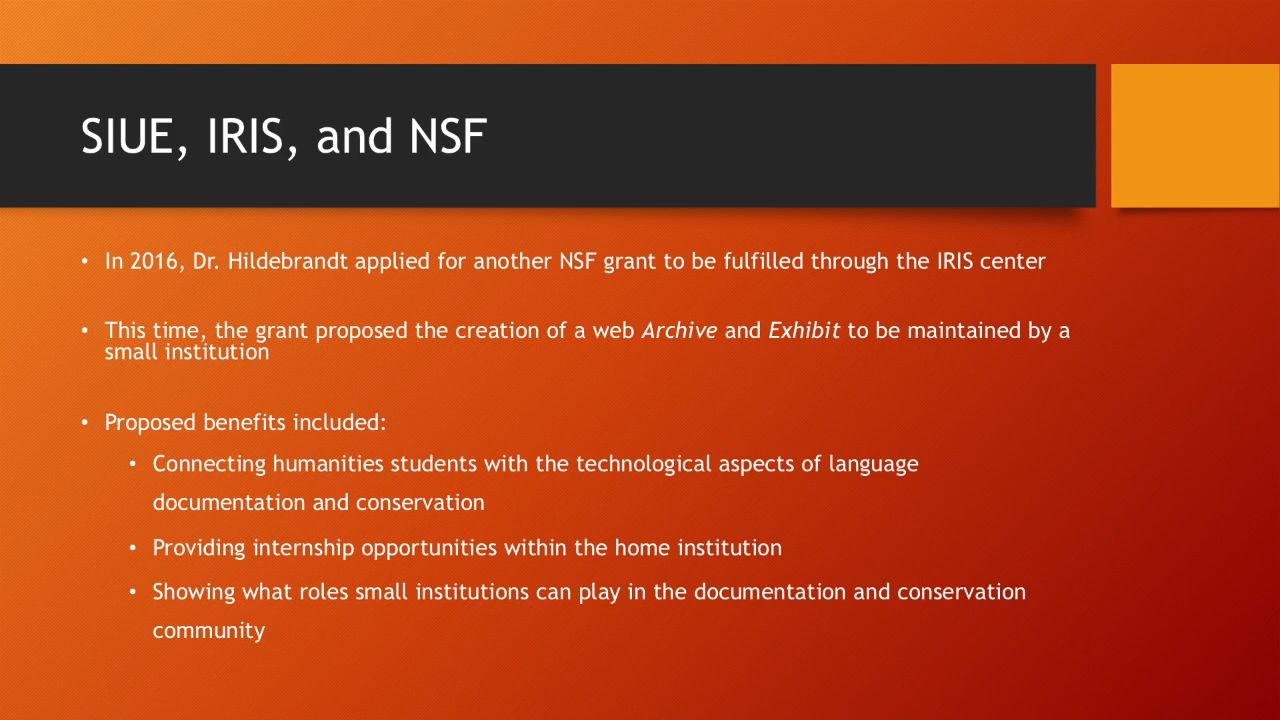 SIUE, IRIS, and NSF
• In 2016, Dr. Hildebrandt applied for another NSF grant to be fulfilled through the IRIS center
• This time, the grant proposed the creation of a web Archive and Exhibit to be maintained by a
small institution
• Proposed benefits included:
• Connecting humanities students with the technological aspects of language
documentation and conservation
• Providing internship opportunities within the home institution
• Showing what roles small institutions can play in the documentation and conservation
community